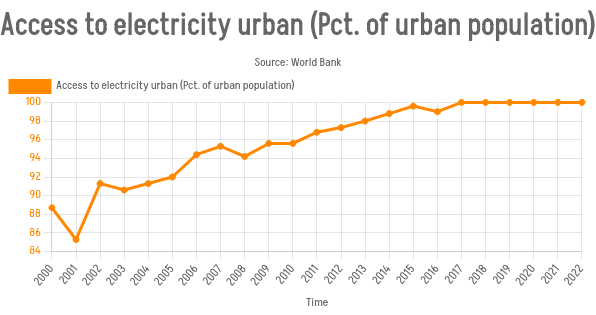 Access to electricity urban (Pct. of urban population)
Source: World Bank
Access to electricity urban (Pct. of urban population)
100
98
96
94
92
90
88
86
84
2000 2001 2002 2003 2004 2005 2006 2007 2008 2009 2010 2011 2012 2013 2014 2015 2016 2017 2018 2019 2020 2021 2022
Time